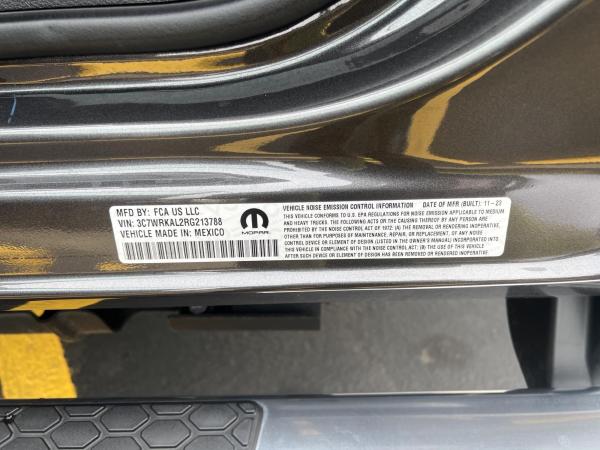 MFD BY: FCA US LLC
VIN: 3C7WRKAL2RG213788
VEHICLE MADE IN: MEXICO
MOPAR
VEHICLE NOISE EMISSION CONTROL INFORMATION DATE OF MFR (BUILT): 11-23
THIS VEHICLE CONFORMS TO U.S. EPA REGULATIONS FOR NOISE EMISSION APPLICABLE TO MEDIUM
AND HEAVY TRUCKS. THE FOLLOWING ACTS OR THE CAUSING THEREOF BY ANY PERSON
ARE PROHIBITED BY THE NOISE CONTROL ACT OF 1972: (A) THE REMOVAL OR RENDERING INOPERATIVE,
OTHER THAN FOR PURPOSES OF MAINTENANCE, REPAIR, OR REPLACEMENT, OF ANY NOISE
CONTROL DEVICE OR ELEMENT OF DESIGN (LISTED IN THE OWNER'S MANUAL) INCORPORATED INTO
THIS VEHICLE IN COMPLIANCE WITH THE NOISE CONTROL ACT; (B) THE USE OF THIS VEHICLE
AFTER SUCH DEVICE OR ELEMENT OF DESIGN HAS BEEN REMOVED OR RENDERED INOPERATIVE